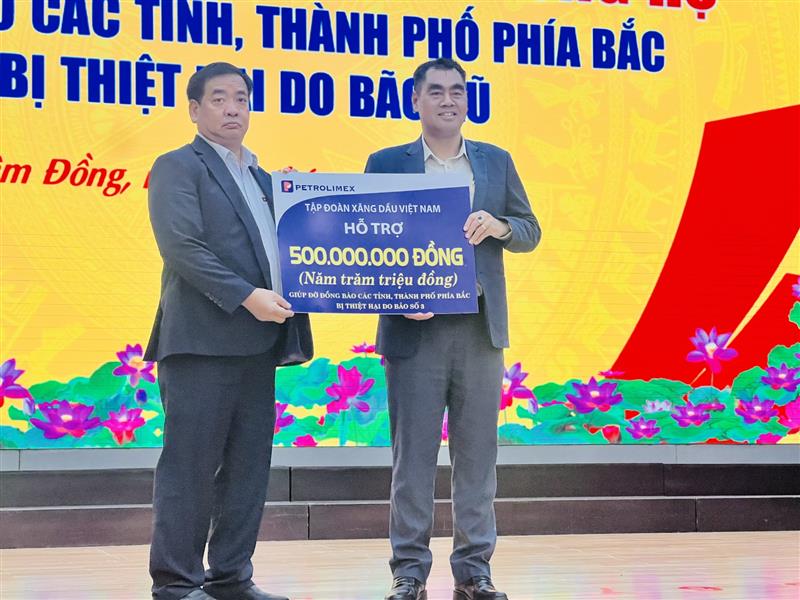 CÁC TỈNH, THÀNH PHỐ PHÍA BẮC
BỊ THIỆT DO BÃO
Đồng,
PETROLIMEX
TẬP ĐOÀN XĂNG DẦU VIỆT NAM
HỖ TRỢ
500.000.000 ĐỒNG
(Năm trăm triệu đồng)
GIÚP ĐỠ ĐỒNG BÀO CÁC TỈNH, THÀNH PHỐ PHÍA BẮC
BỊ THIỆT HẠI DO BÃO SỐ 3